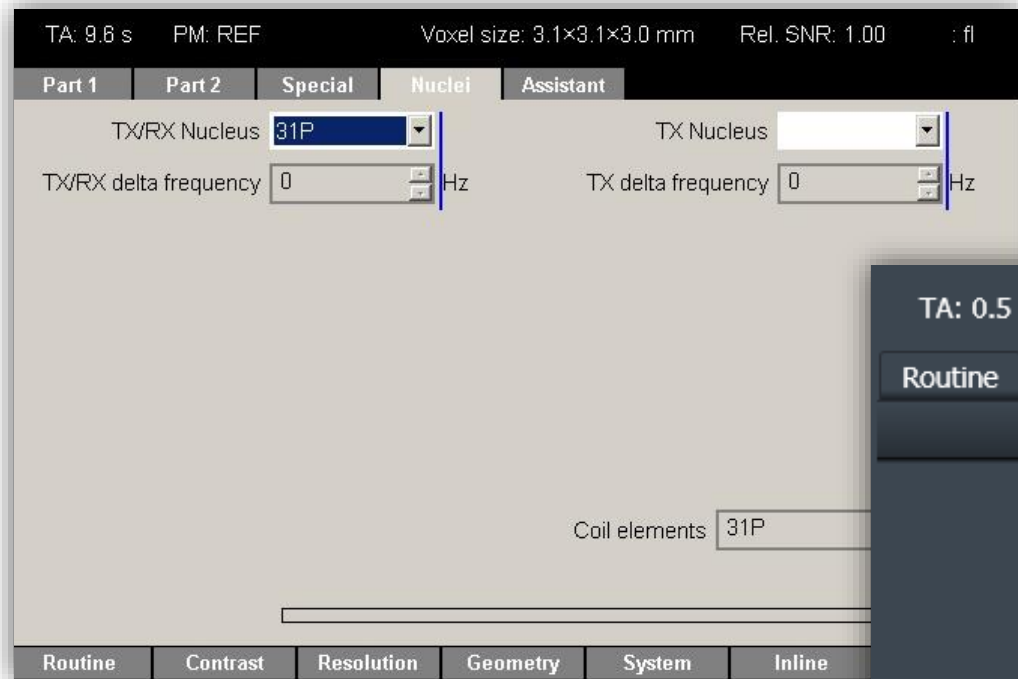 TA: 9.6 s PM: REF Voxel size: 3.1×3.1×3.0 mm Rel. SNR: 1.00 : fl
Part 1 Part 2 Special Nuclei Assistant
TX/RX Nucleus 31P TX Nucleus
TX/RX delta frequency 0 Hz TX delta frequency 0 Hz
TA: 0.5
Routine
Coil elements 31P
Routine Contrast Resolution Geometry System Inline